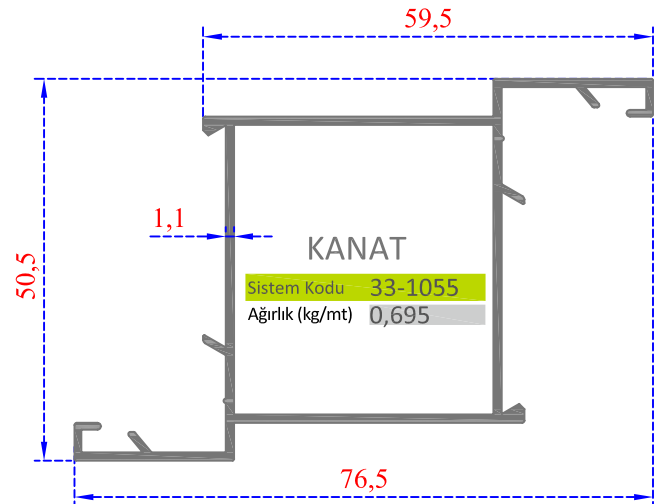 59,5
1,1
50,5
KANAT
Sistem Kodu 33-1055
Ağırlık (kg/mt) 0,695
76,5